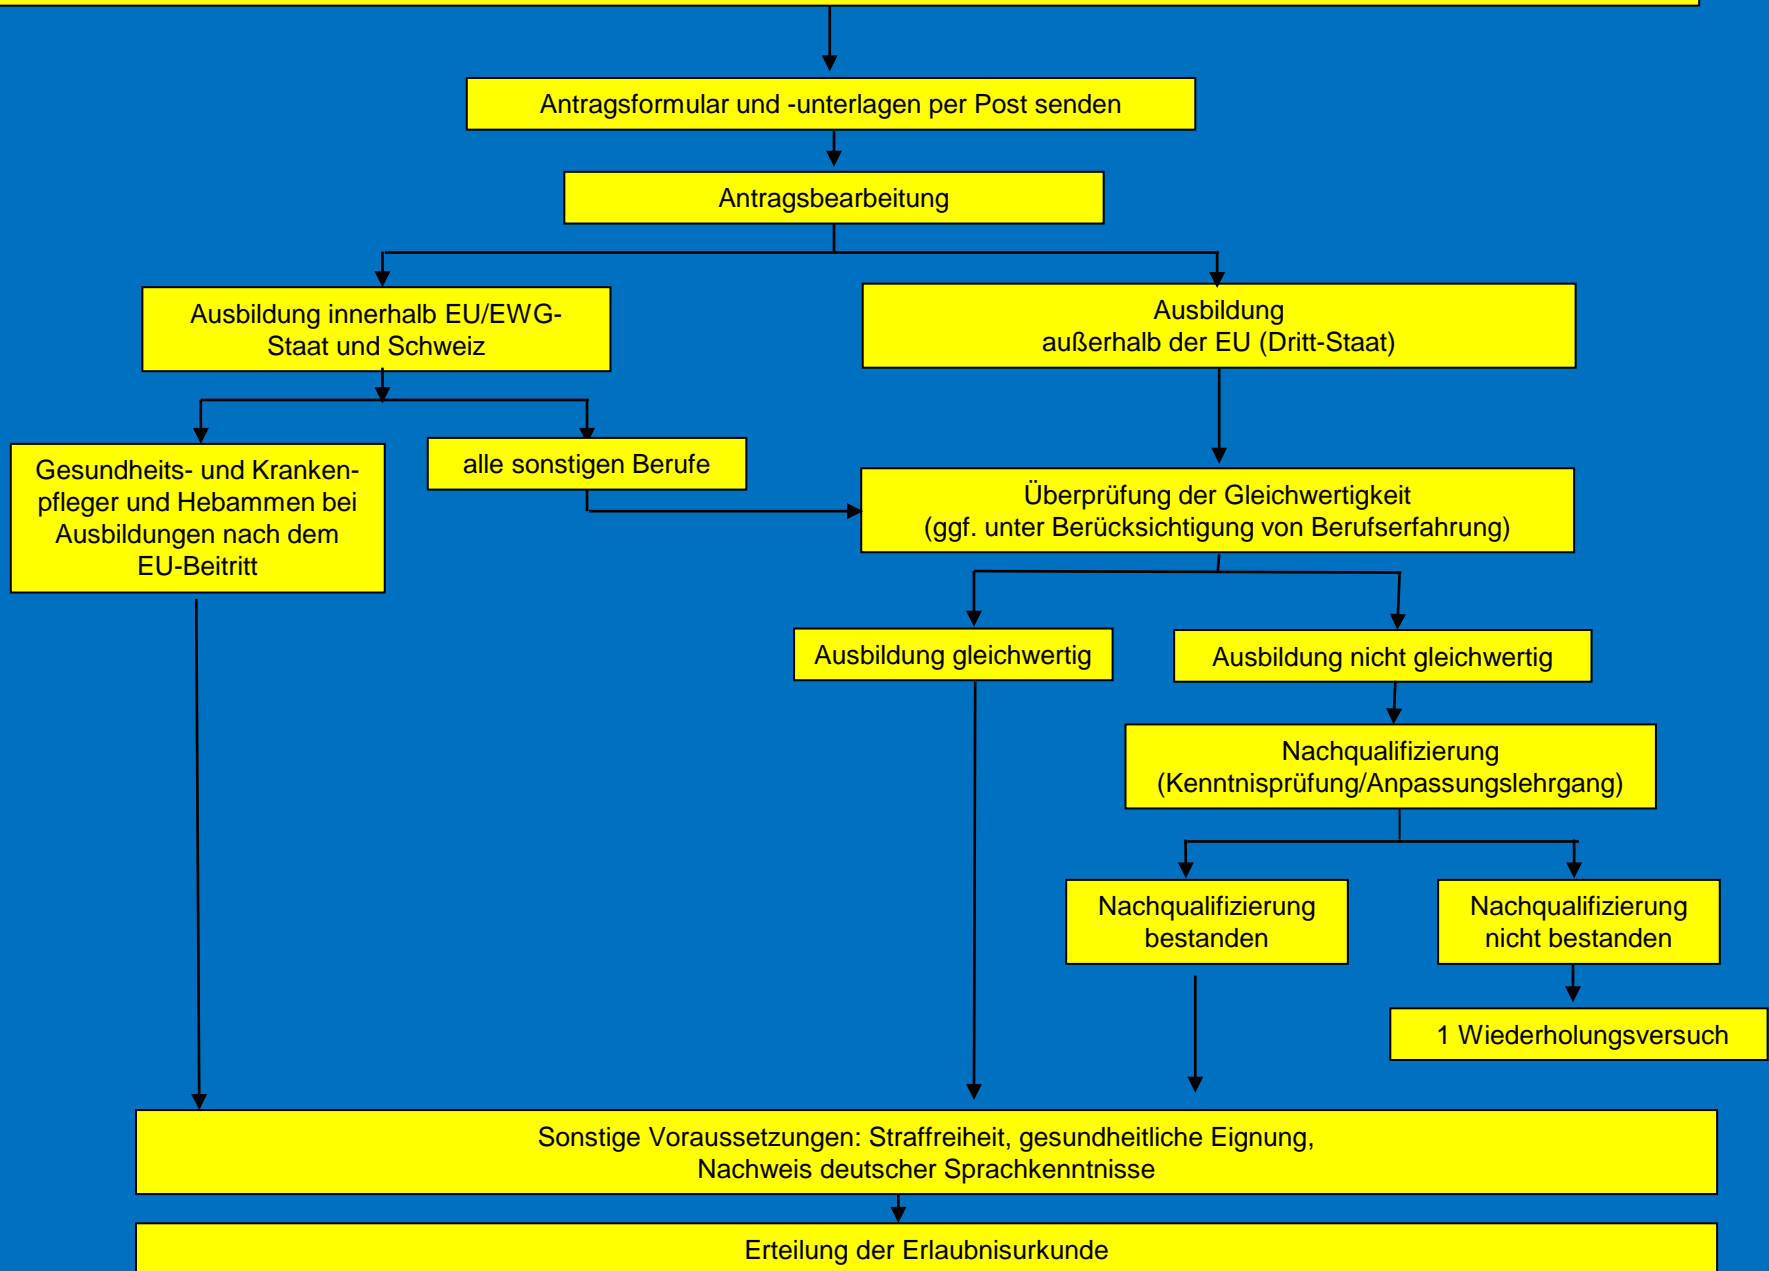 Antragsformular und -unterlagen per Post senden
Antragsbearbeitung
Ausbildung innerhalb EU/EWG-
Staat und Schweiz
Ausbildung
außerhalb der EU (Dritt-Staat)
Gesundheits- und Kranken-
pfleger und Hebammen bei
Ausbildungen nach dem
EU-Beitritt
alle sonstigen Berufe
Überprüfung der Gleichwertigkeit
(ggf. unter Berücksichtigung von Berufserfahrung)
Ausbildung gleichwertig
Ausbildung nicht gleichwertig
Nachqualifizierung
(Kenntnisprüfung/Anpassungslehrgang)
Nachqualifizierung
bestanden
Nachqualifizierung
nicht bestanden
1 Wiederholungsversuch
Sonstige Voraussetzungen: Straffreiheit, gesundheitliche Eignung,
Nachweis deutscher Sprachkenntnisse
Erteilung der Erlaubnisurkunde